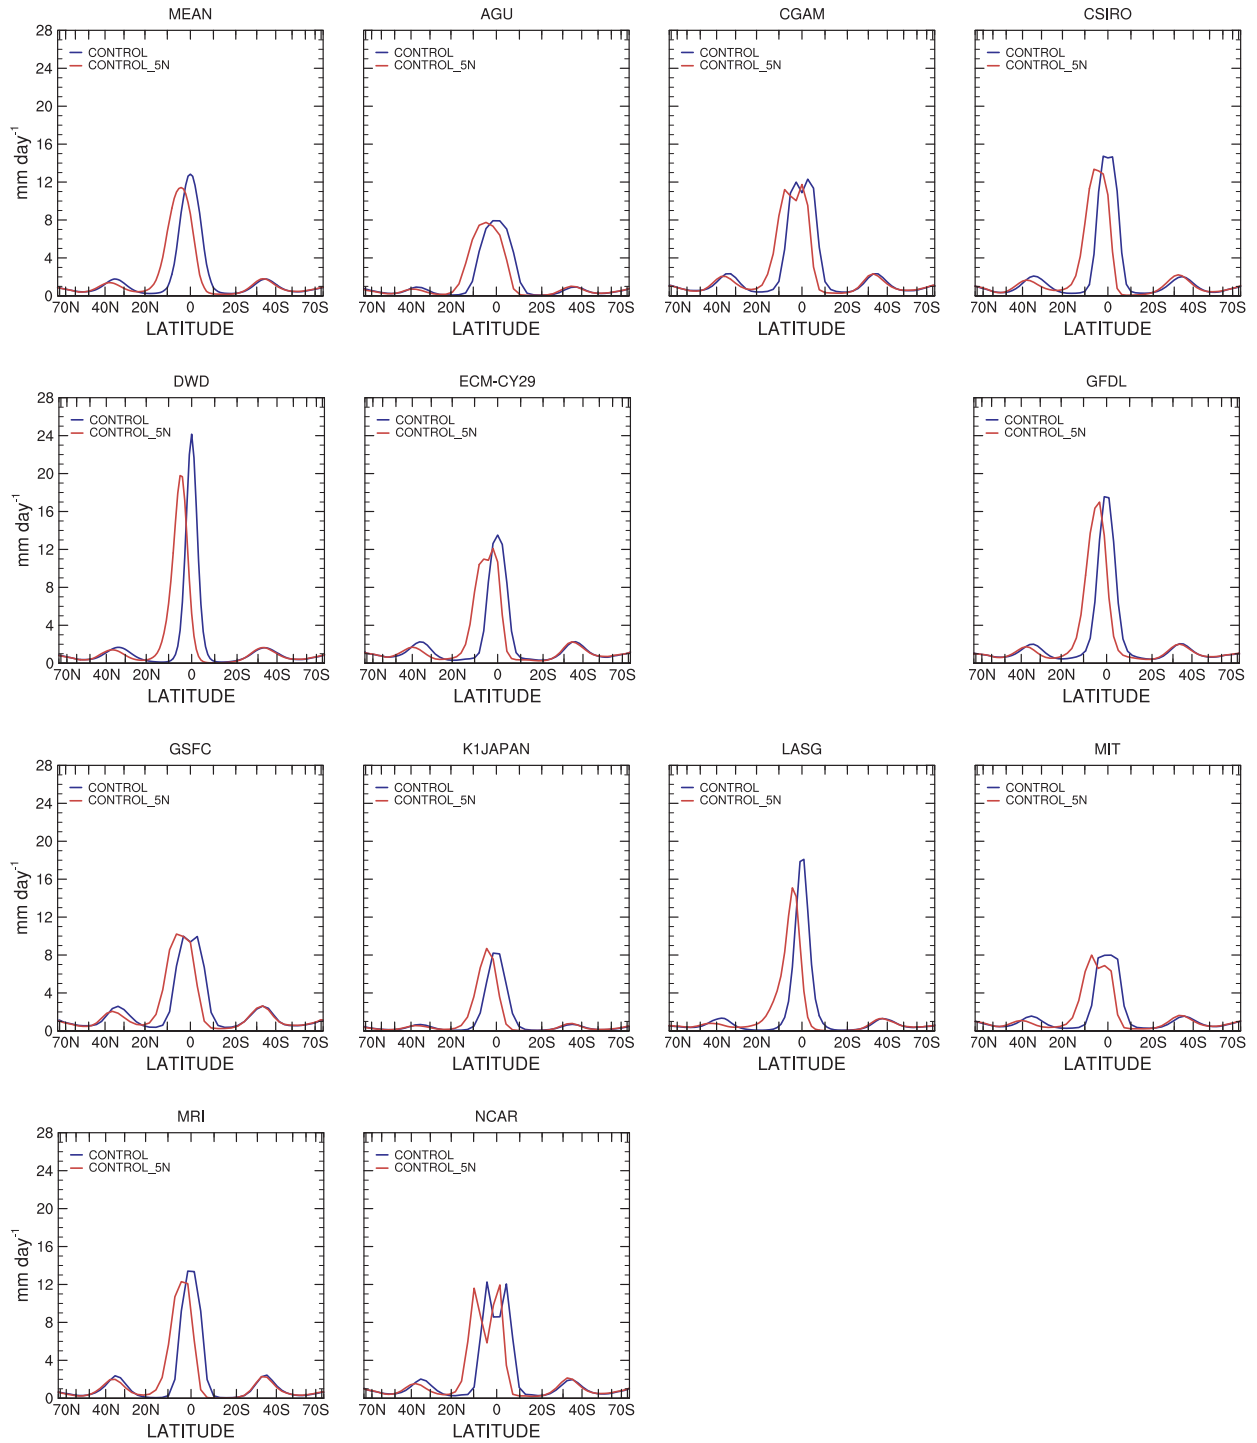 MEAN AGU CGAM CSIRO
28 CONTROL CONTROL CONTROL CONTROL
24 CONTROL_5N CONTROL_5N CONTROL_5N CONTROL_5N
20
16
12
8
4
0
mm day-1
70N 40N 20N 0 20S 40S 70S 70N 40N 20N 0 20S 40S 70S 70N 40N 20N 0 20S 40S 70S 70N 40N 20N 0 20S 40S 70S
LATITUDE LATITUDE LATITUDE LATITUDE
DWD ECM-CY29 GFDL
28 CONTROL CONTROL CONTROL
24 CONTROL_5N CONTROL_5N CONTROL_5N
20
16
12
8
4
0
mm day-1
70N 40N 20N 0 20S 40S 70S 70N 40N 20N 0 20S 40S 70S 70N 40N 20N 0 20S 40S 70S
LATITUDE LATITUDE LATITUDE
GSFC K1JAPAN LASG MIT
28 CONTROL CONTROL CONTROL CONTROL
24 CONTROL_5N CONTROL_5N CONTROL_5N CONTROL_5N
20
16
12
8
4
0
mm day-1
70N 40N 20N 0 20S 40S 70S 70N 40N 20N 0 20S 40S 70S 70N 40N 20N 0 20S 40S 70S 70N 40N 20N 0 20S 40S 70S
LATITUDE LATITUDE LATITUDE LATITUDE
MRI NCAR
28 CONTROL CONTROL
24 CONTROL_5N CONTROL_5N
20
16
12
8
4
0
mm day-1
70N 40N 20N 0 20S 40S 70S 70N 40N 20N 0 20S 40S 70S
LATITUDE LATITUDE